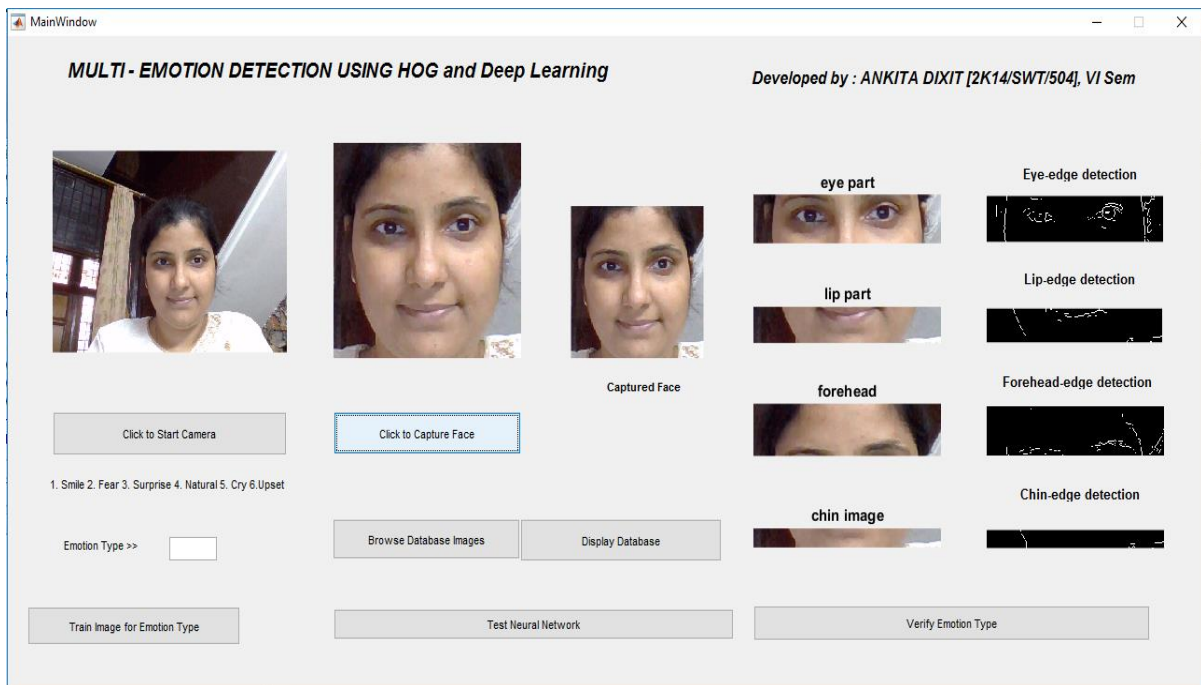 MainWindow
MULTI - EMOTION DETECTION USING HOG and Deep Learning
Developed by : ANKITA DIXIT [2K14/SWT/504], VI Sem
eye part
Eye-edge detection
lip part
Lip-edge detection
Captured Face
forehead
Forehead-edge detection
Click to Start Camera
Click to Capture Face
1. Smile 2. Fear 3. Surprise 4. Natural 5. Cry 6.Upset
chin image
Chin-edge detection
Emotion Type >>
Browse Database Images
Display Database
Train Image for Emotion Type
Test Neural Network
Verify Emotion Type